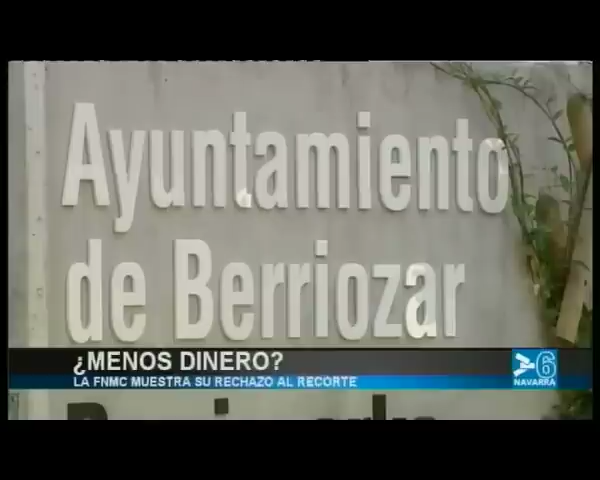 Ayuntamiento
de Berriozar
¿MENOS DINERO?
LA FNMC MUESTRA SU RECHAZO AL RECORTE
6
NAVARRA